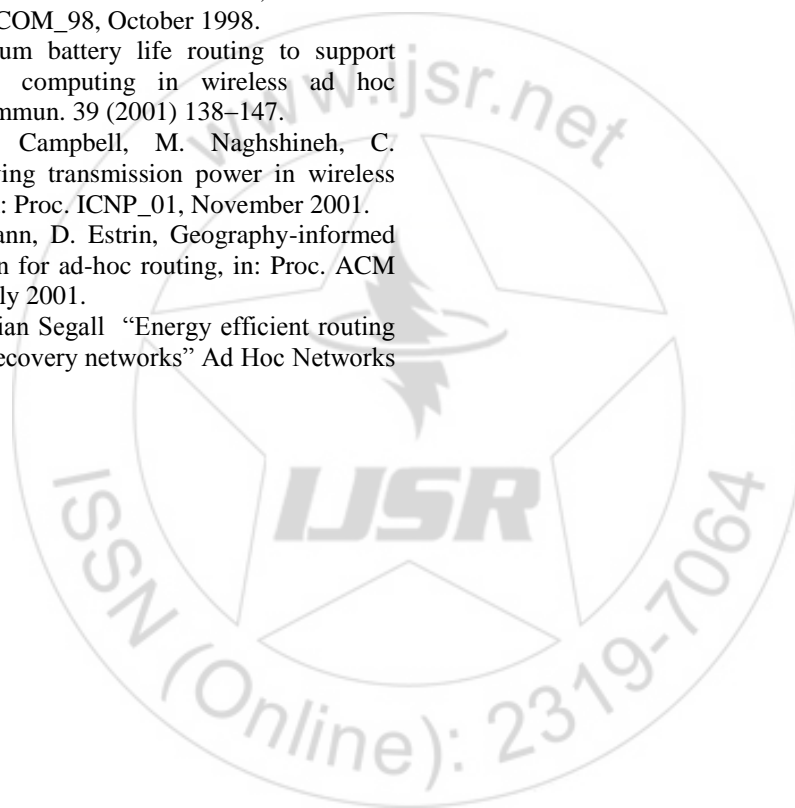 COM_98, October 1998.
um battery life routing to support
computing in wireless ad hoc
mmun. 39 (2001) 138–147.
Campbell, M. Naghshineh, C.
ving transmission power in wireless
: Proc. ICNP_01, November 2001.
ann, D. Estrin, Geography-informed
n for ad-hoc routing, in: Proc. ACM
ly 2001.
ian Segall “Energy efficient routing
ecovery networks” Ad Hoc Networks
www.ijsr.net
IJSR
ISSN (Online): 2319-7064